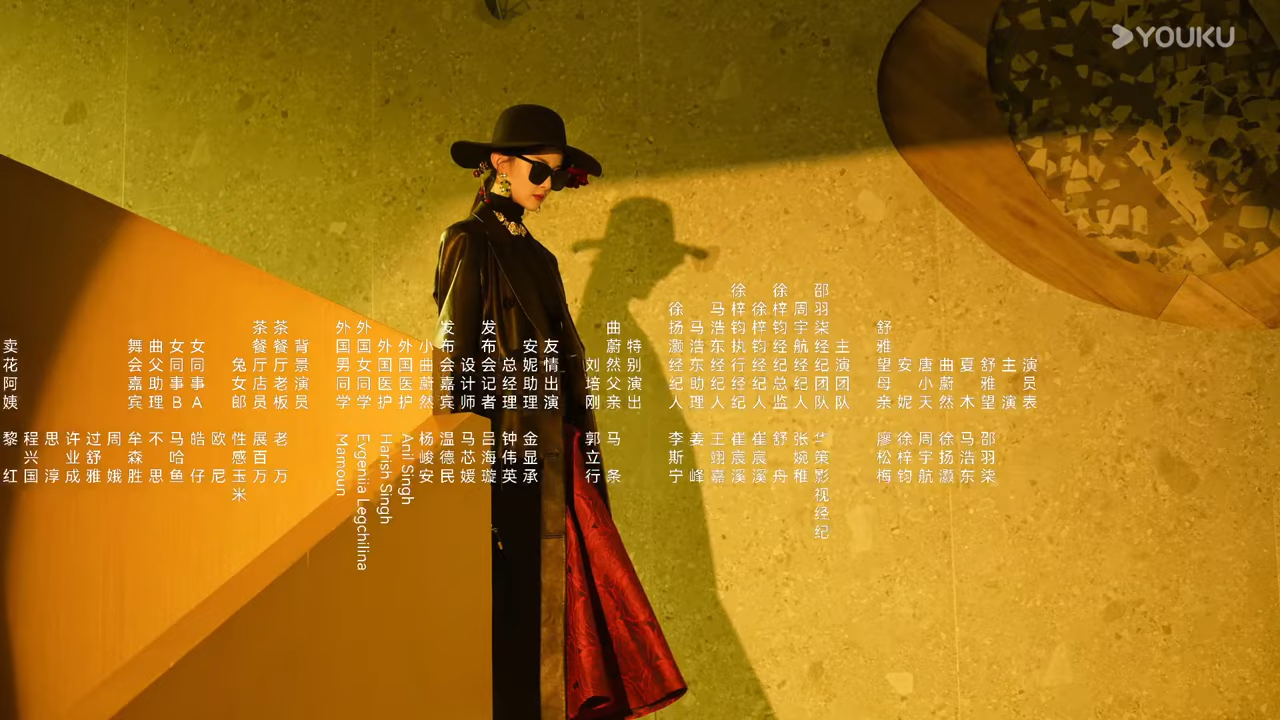 YOUKU
演员表
主演
舒雅望
邵羽柒
夏木
马浩东
曲蔚然
徐扬灏
唐小天
周宇航
安妮
徐梓钧
舒雅望母亲
廖松梅
主演团队
邵羽柒经纪团队
华策影视经纪
周宇航经纪人
张婉稚
徐梓钧经纪总监
舒舟
徐梓钧经纪人
崔宸溪
徐梓钧执行经纪
崔宸溪
马浩东经纪人
王翊嘉
马浩东助理
姜峰
徐扬灏经纪人
李斯宁
特别演出
曲蔚然父亲
马条
刘培刚
郭立行
友情出演
安妮助理
金显承
总经理
钟伟英
发布会记者
吕海璇
设计师
马芯媛
发布会嘉宾
温德民
小曲蔚然
杨峻安
外国医护
Anil Singh
外国医护
Harish Singh
外国女同学
Evgeniia Legchilina
外国男同学
Mamoun
背景演员
茶餐厅老板
老万
茶餐厅店员
展百万
兔女郎
性感玉米
欧尼
女同事A
皓仔
女同事B
马哈鱼
曲父助理
不思
舞会嘉宾
牟森胜
周娥
过舒雅
许业成
思淳
程兴国
卖花阿姨
黎红